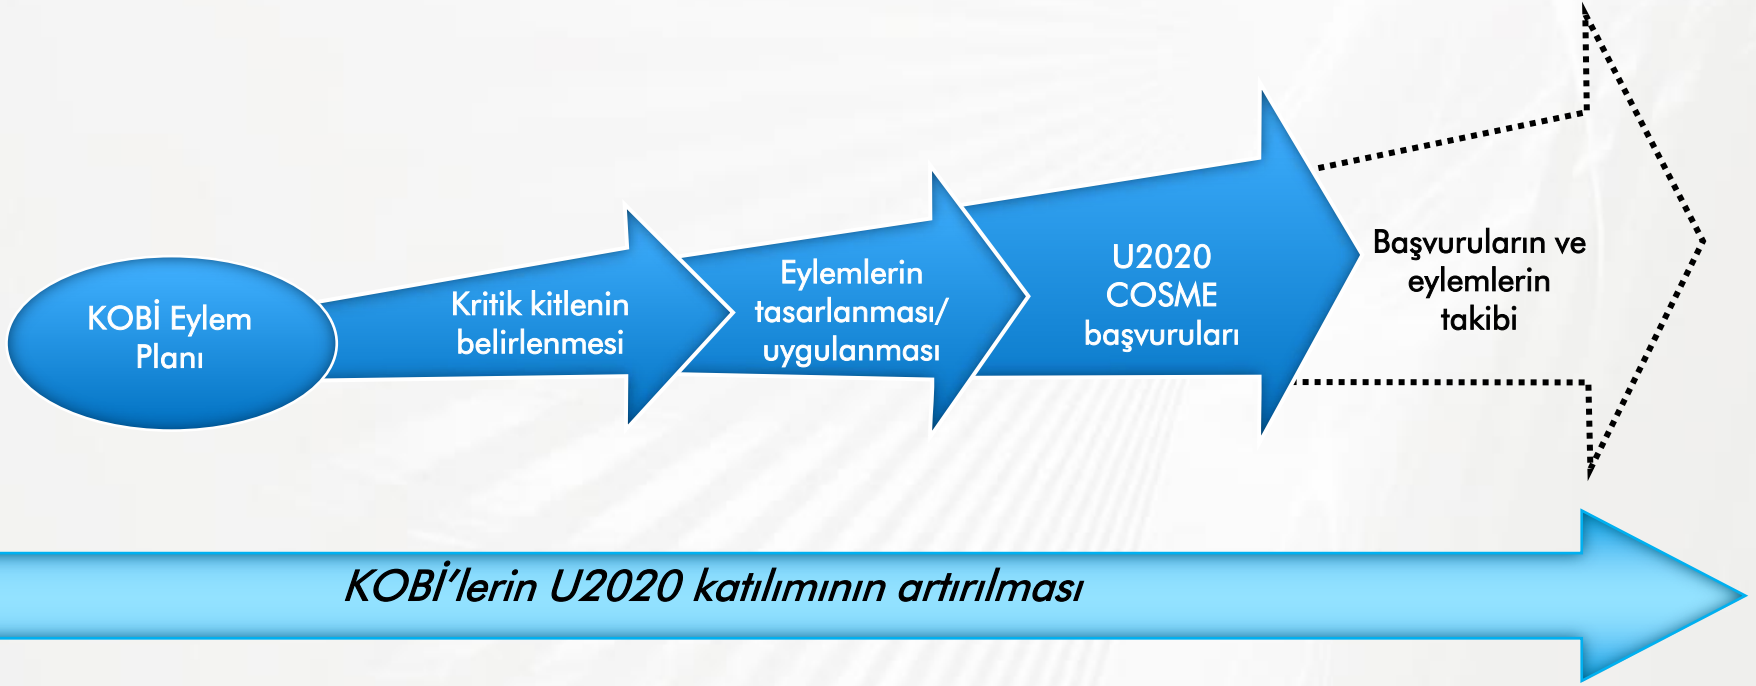 KOBİ Eylem
Planı
Kritik kitlenin
belirlenmesi
Eylemlerin
tasarlanması/
uygulanması
U2020
COSME
başvuruları
Başvuruların ve
eylemlerin
takibi
KOBİ'lerin U2020 katılımının artırılması